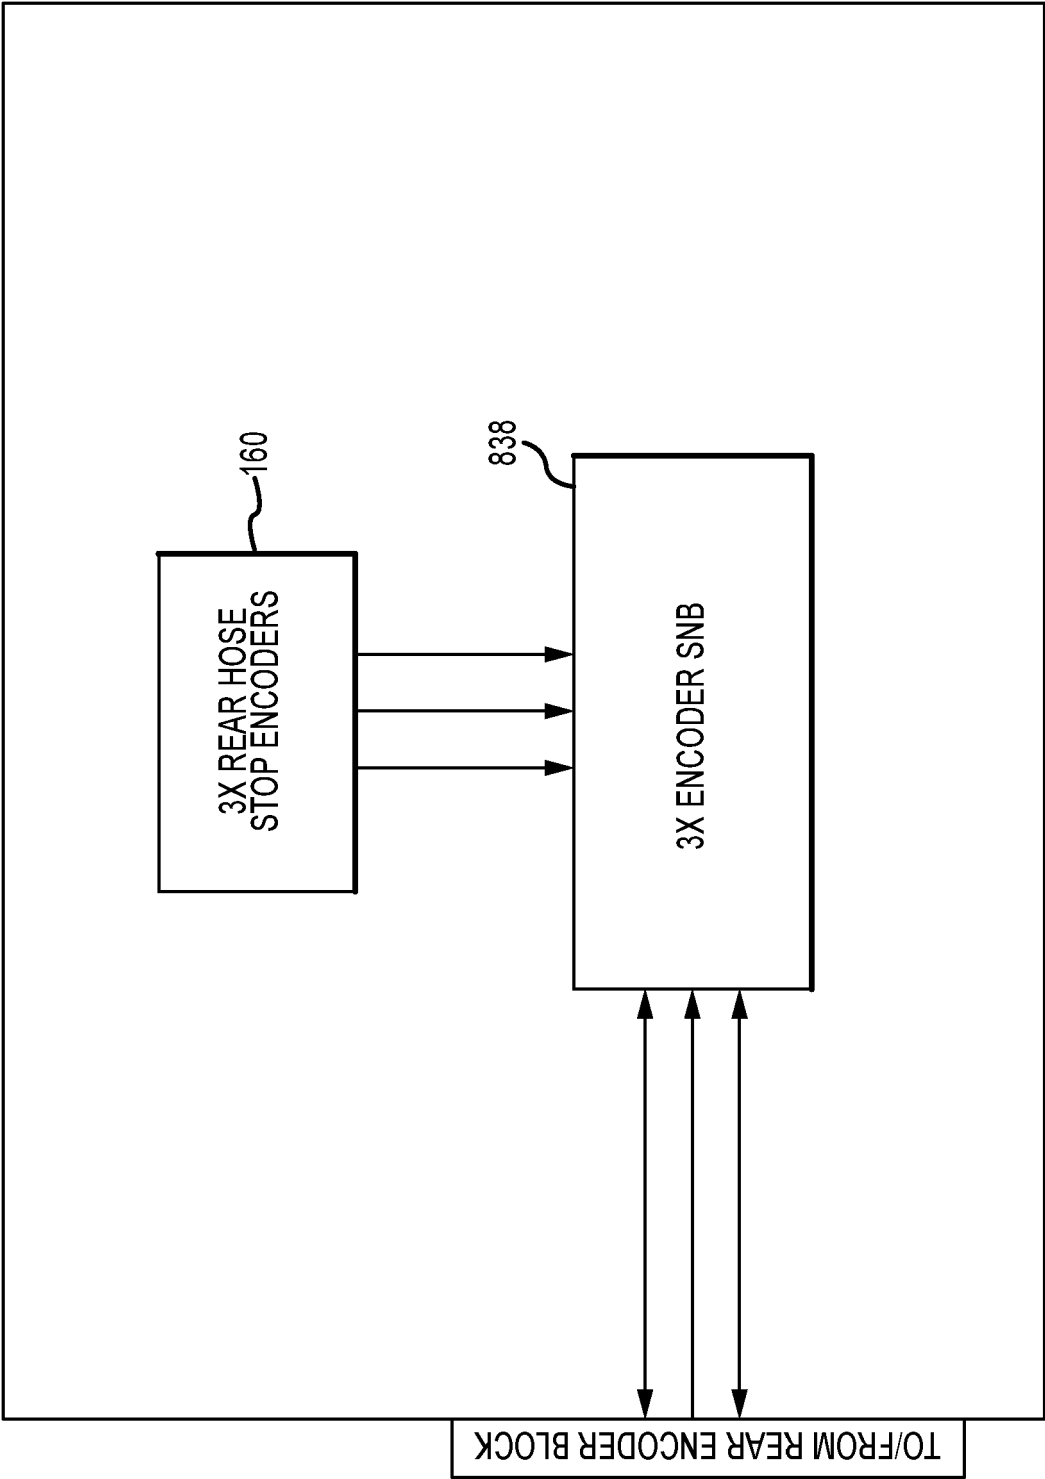 3X REAR HOSE
STOP ENCODERS
160
838
3X ENCODER SNB
TO/FROM REAR ENCODER BLOCK